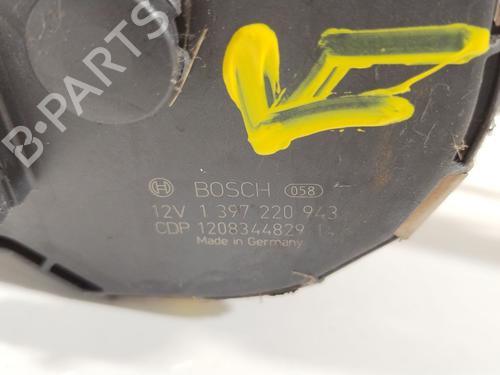 B-PARTS
BOSCH 058
12V 1 397 220 943
CDP 1208344829
Made in Germany